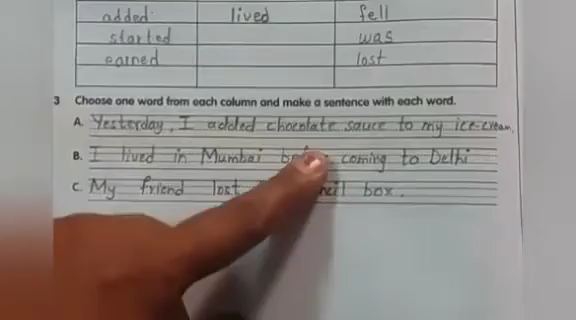 added lived fell
started was
earned lost
3 Choose one word from each column and make a sentence with each word.
A. Yesterday, I added chocolate sauce to my ice-cream.
B. I lived in Mumbai coming to Delhi
C. My friend lost box.